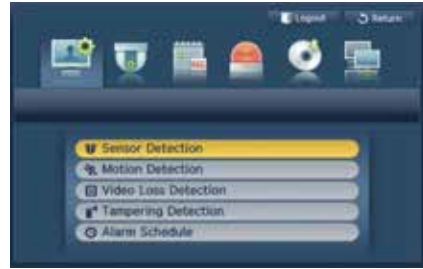 Logout
Return
Sensor Detection
Motion Detection
Video Loss Detection
Tampering Detection
Alarm Schedule